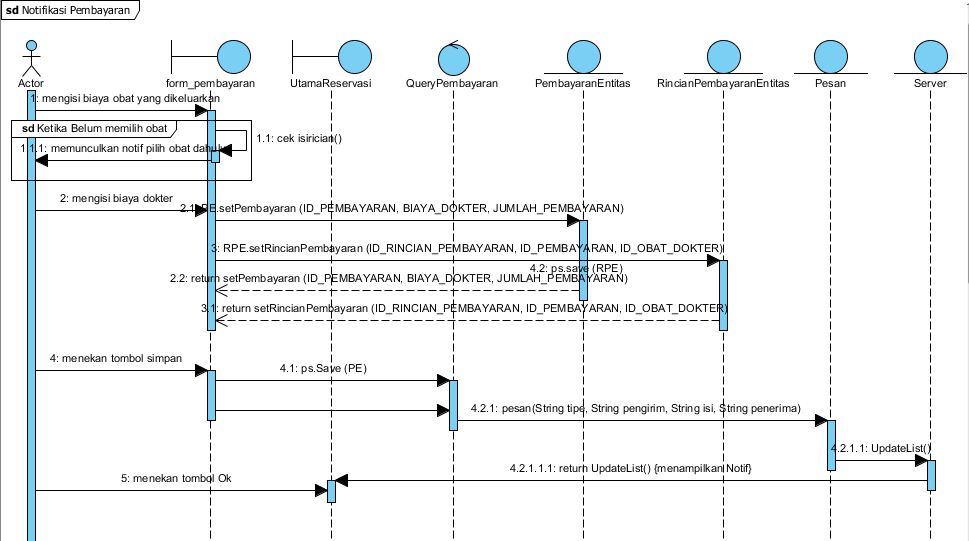 sd Notifikasi Pembayaran
Actor
form_pembayaran
UtamaReservasi
QueryPembayaran
PembayaranEntitas
RincianPembayaranEntitas
Pesan
Server
1: mengisi biaya obat yang dikeluarkan
sd Ketika Belum memilih obat
1.1: cek isirician()
1.1.1: memunculkan notif pilih obat dahulu
2: mengisi biaya dokter
2.1: PE.setPembayaran (ID_PEMBAYARAN, BIAYA_DOKTER, JUMLAH_PEMBAYARAN)
3: RPE.setRincianPembayaran (ID_RINCIAN_PEMBAYARAN, ID_PEMBAYARAN, ID_OBAT_DOKTER)
4.2: ps.save (RPE)
2.2: return setPembayaran (ID_PEMBAYARAN, BIAYA_DOKTER, JUMLAH_PEMBAYARAN)
3.1: return setRincianPembayaran (ID_RINCIAN_PEMBAYARAN, ID_PEMBAYARAN, ID_OBAT_DOKTER)
4: menekan tombol simpan
4.1: ps.Save (PE)
4.2.1: pesan(String tipe, String pengirim, String isi, String penerima)
4.2.1.1: UpdateList()
4.2.1.1.1: return UpdateList() {menampilkan Notif}
5: menekan tombol Ok